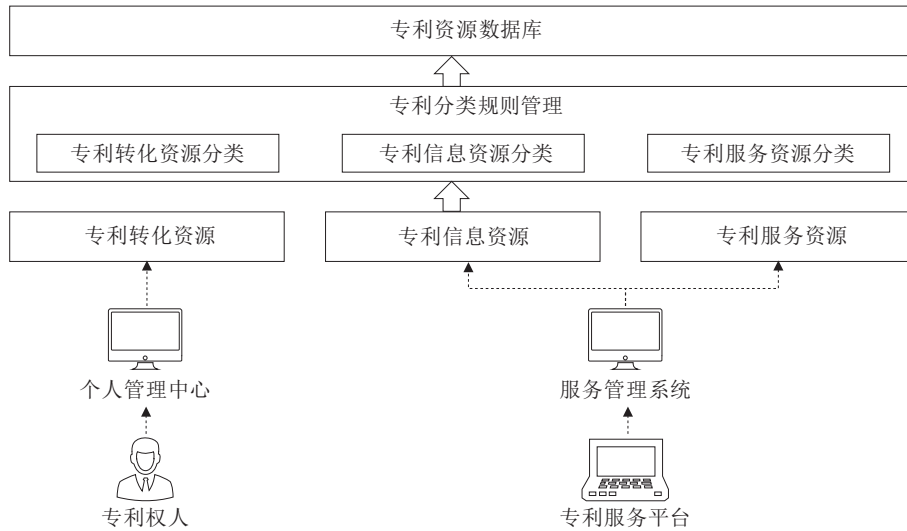 专利资源数据库
专利分类规则管理
专利转化资源分类
专利信息资源分类
专利服务资源分类
专利转化资源
专利信息资源
专利服务资源
个人管理中心
服务管理系统
专利权人
专利服务平台